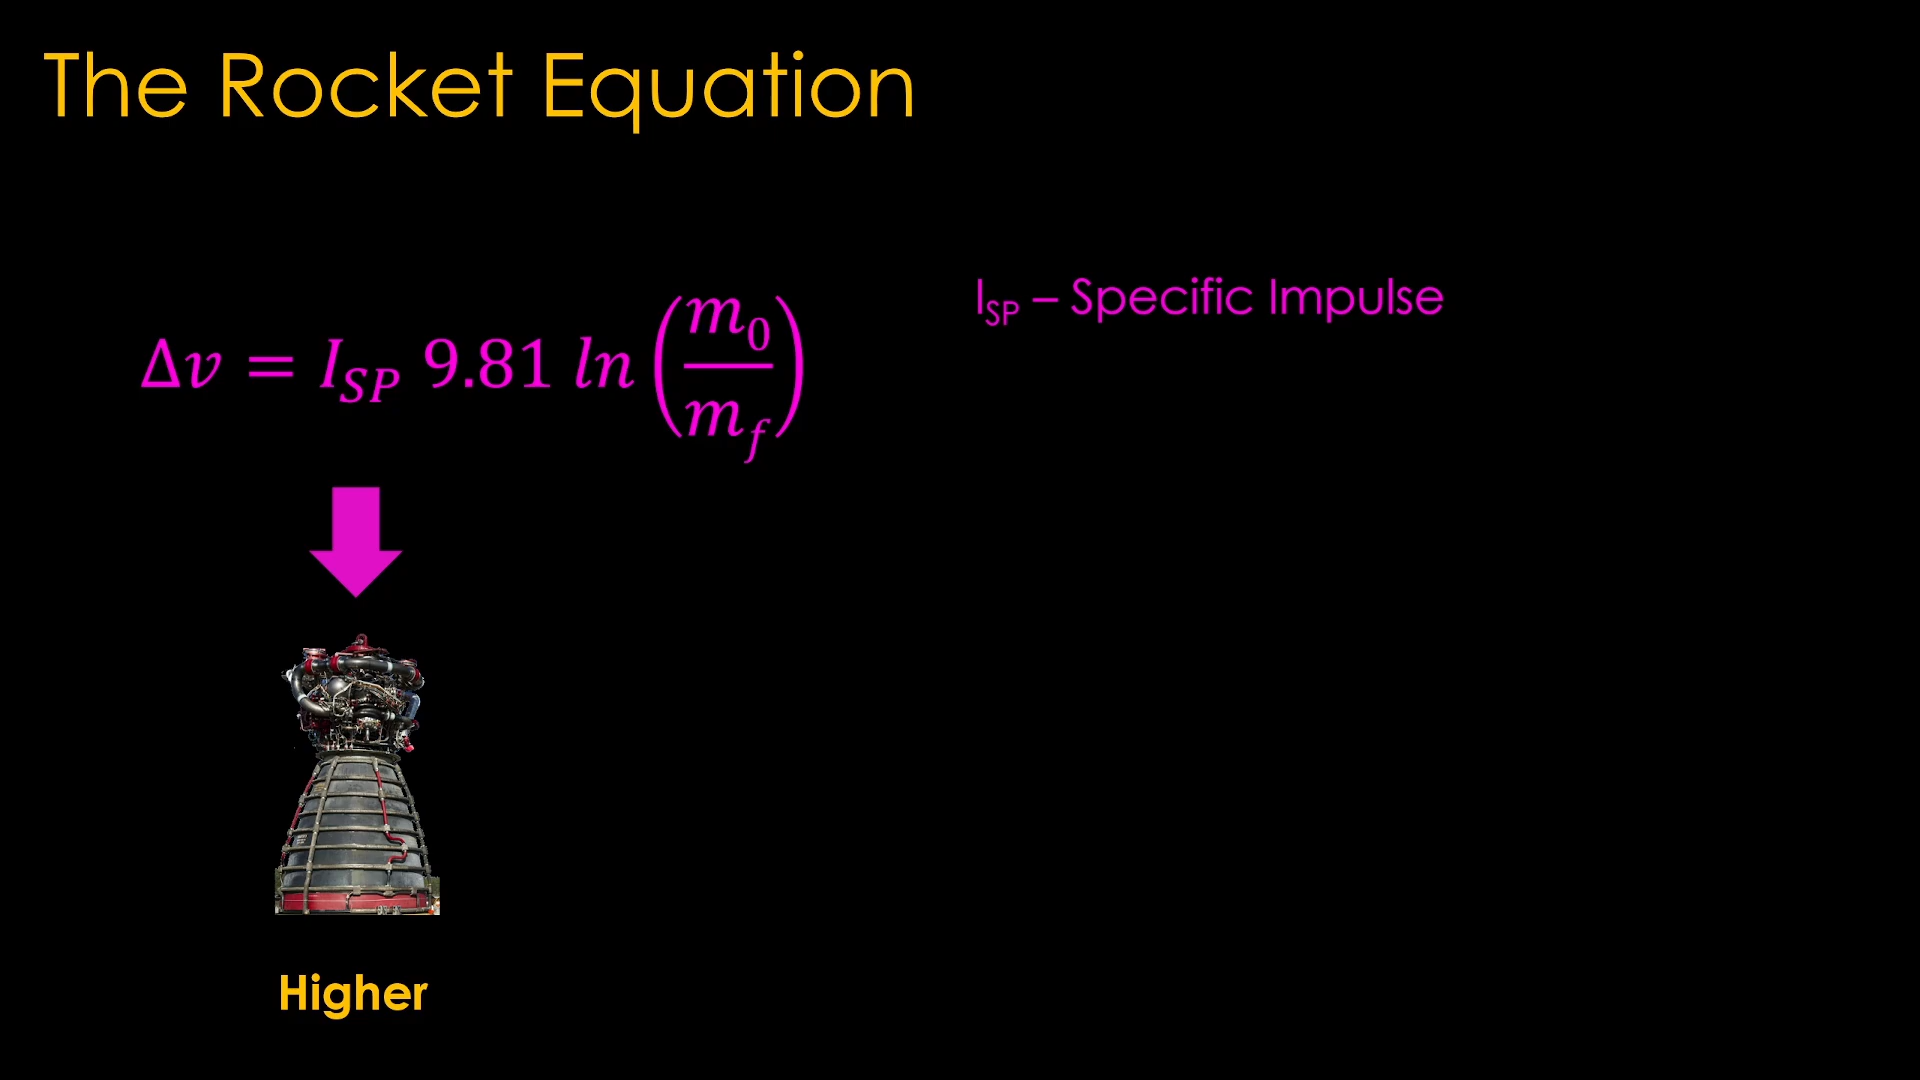 The Rocket Equation
I_SP – Specific Impulse
Δv = I_SP 9.81 ln (m_0 / m_f)
Higher